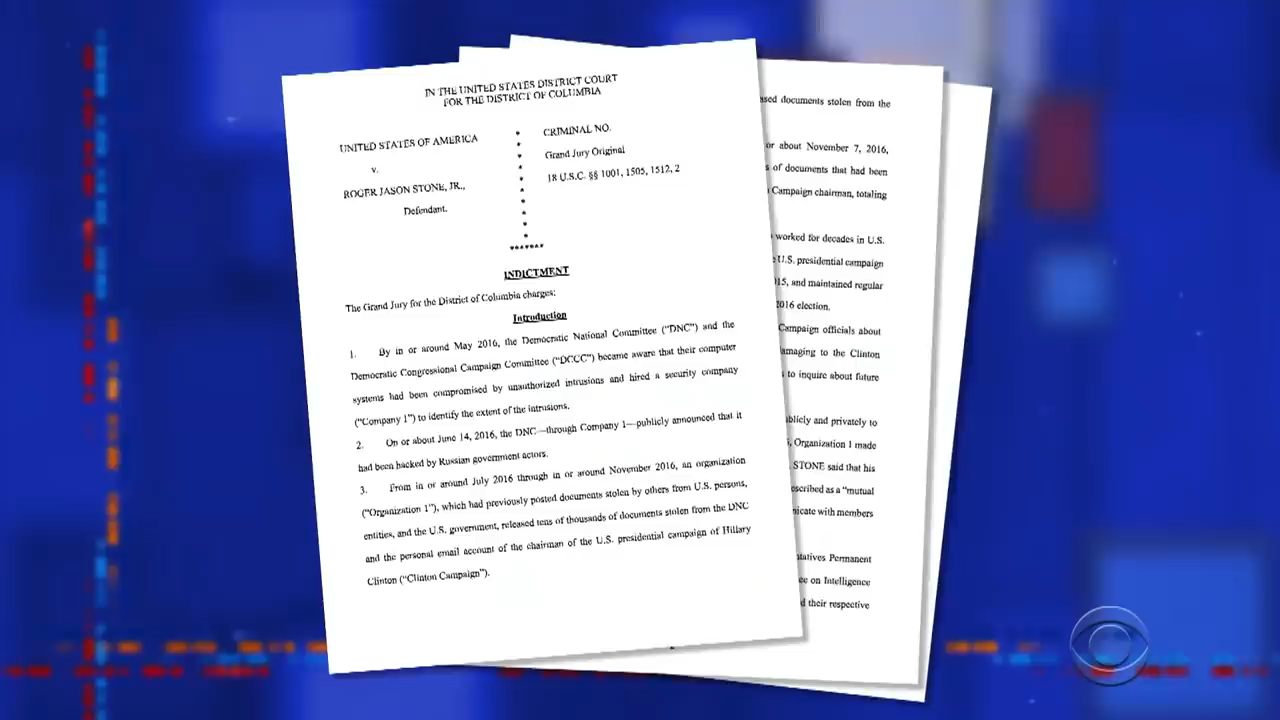 IN THE UNITED STATES DISTRICT COURT
FOR THE DISTRICT OF COLUMBIA
UNITED STATES OF AMERICA
v.
ROGER JASON STONE, JR.,
Defendant.
CRIMINAL NO.
Grand Jury Original
18 U.S.C. §§ 1001, 1505, 1512, 2
*******
INDICTMENT
The Grand Jury for the District of Columbia charges:
Introduction
1. By in or around May 2016, the Democratic National Committee (“DNC”) and the
Democratic Congressional Campaign Committee (“DCCC”) became aware that their computer
systems had been compromised by unauthorized intrusions and hired a security company
(“Company 1”) to identify the extent of the intrusions.
2. On or about June 14, 2016, the DNC—through Company 1—publicly announced that it
had been hacked by Russian government actors.
3. From in or around July 2016 through in or around November 2016, an organization
(“Organization 1”), which had previously posted documents stolen by others from U.S. persons,
entities, and the U.S. government, released tens of thousands of documents stolen from the DNC
and the personal email account of the chairman of the U.S. presidential campaign of Hillary
Clinton (“Clinton Campaign”).
documents stolen from the
or about November 7, 2016,
of documents that had been
Campaign chairman, totaling
worked for decades in U.S.
U.S. presidential campaign
and maintained regular
2016 election.
Campaign officials about
to the Clinton
to inquire about future
and privately to
Organization 1 made
STONE said that his
as a “mutual
with members
Permanent
on Intelligence
their respective